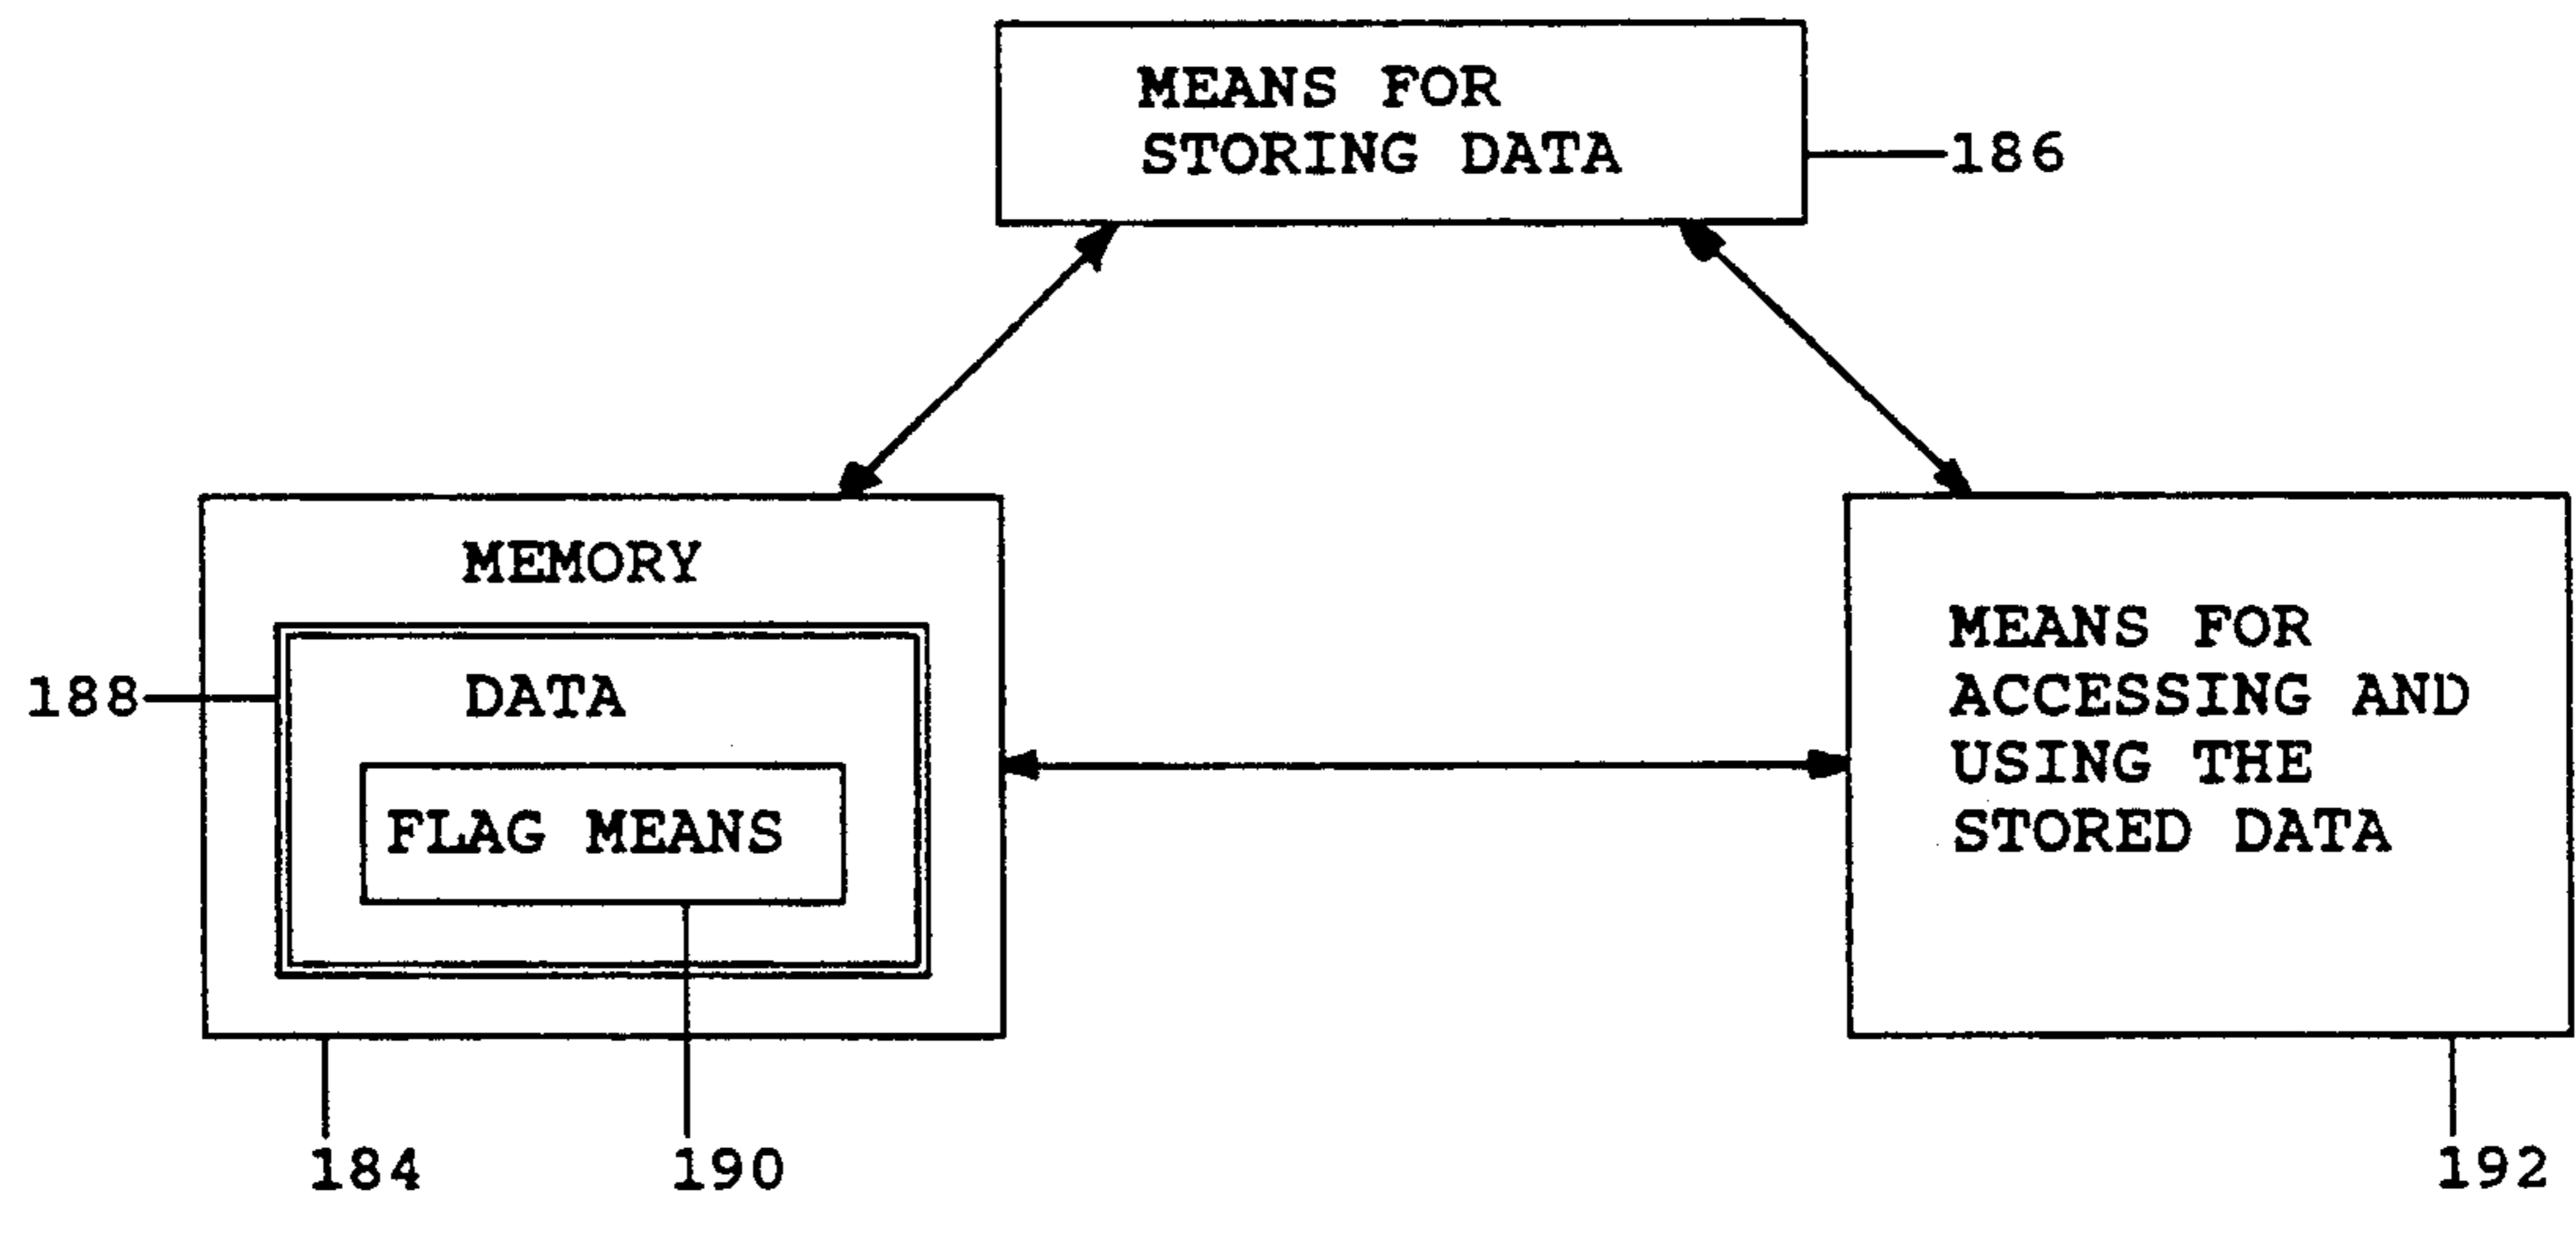 MEANS FOR
STORING DATA
186
MEMORY
188
DATA
FLAG MEANS
184
190
MEANS FOR
ACCESSING AND
USING THE
STORED DATA
192